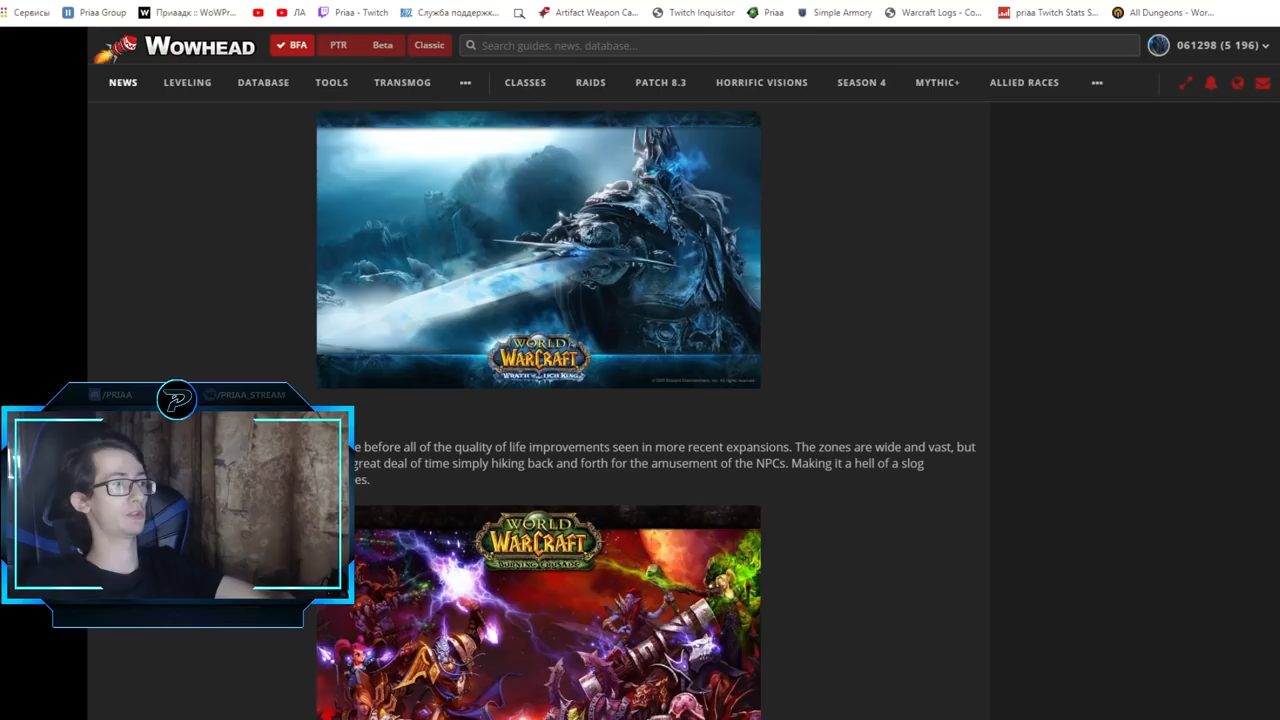 Сервисы Priaa Group Приаадк :: WoWPr... ЛА Priaa - Twitch Служба поддержк... Artifact Weapon Ca... Twitch Inquisitor Priaa Simple Armory Warcraft Logs - Co... priaa Twitch Stats S... All Dungeons - Wor...
WOWHEAD BFA PTR Beta Classic Search guides, news, database... 061298 (5 196)
NEWS LEVELING DATABASE TOOLS TRANSMOG ••• CLASSES RAIDS PATCH 8.3 HORRIFIC VISIONS SEASON 4 MYTHIC+ ALLIED RACES •••
WORLD
WARCRAFT
WRATH OF THE LICH KING
/PRIAA /PRIAA_STREAM
e before all of the quality of life improvements seen in more recent expansions. The zones are wide and vast, but
great deal of time simply hiking back and forth for the amusement of the NPCs. Making it a hell of a slog
es.
WORLD
WARCRAFT
BURNING CRUSADE